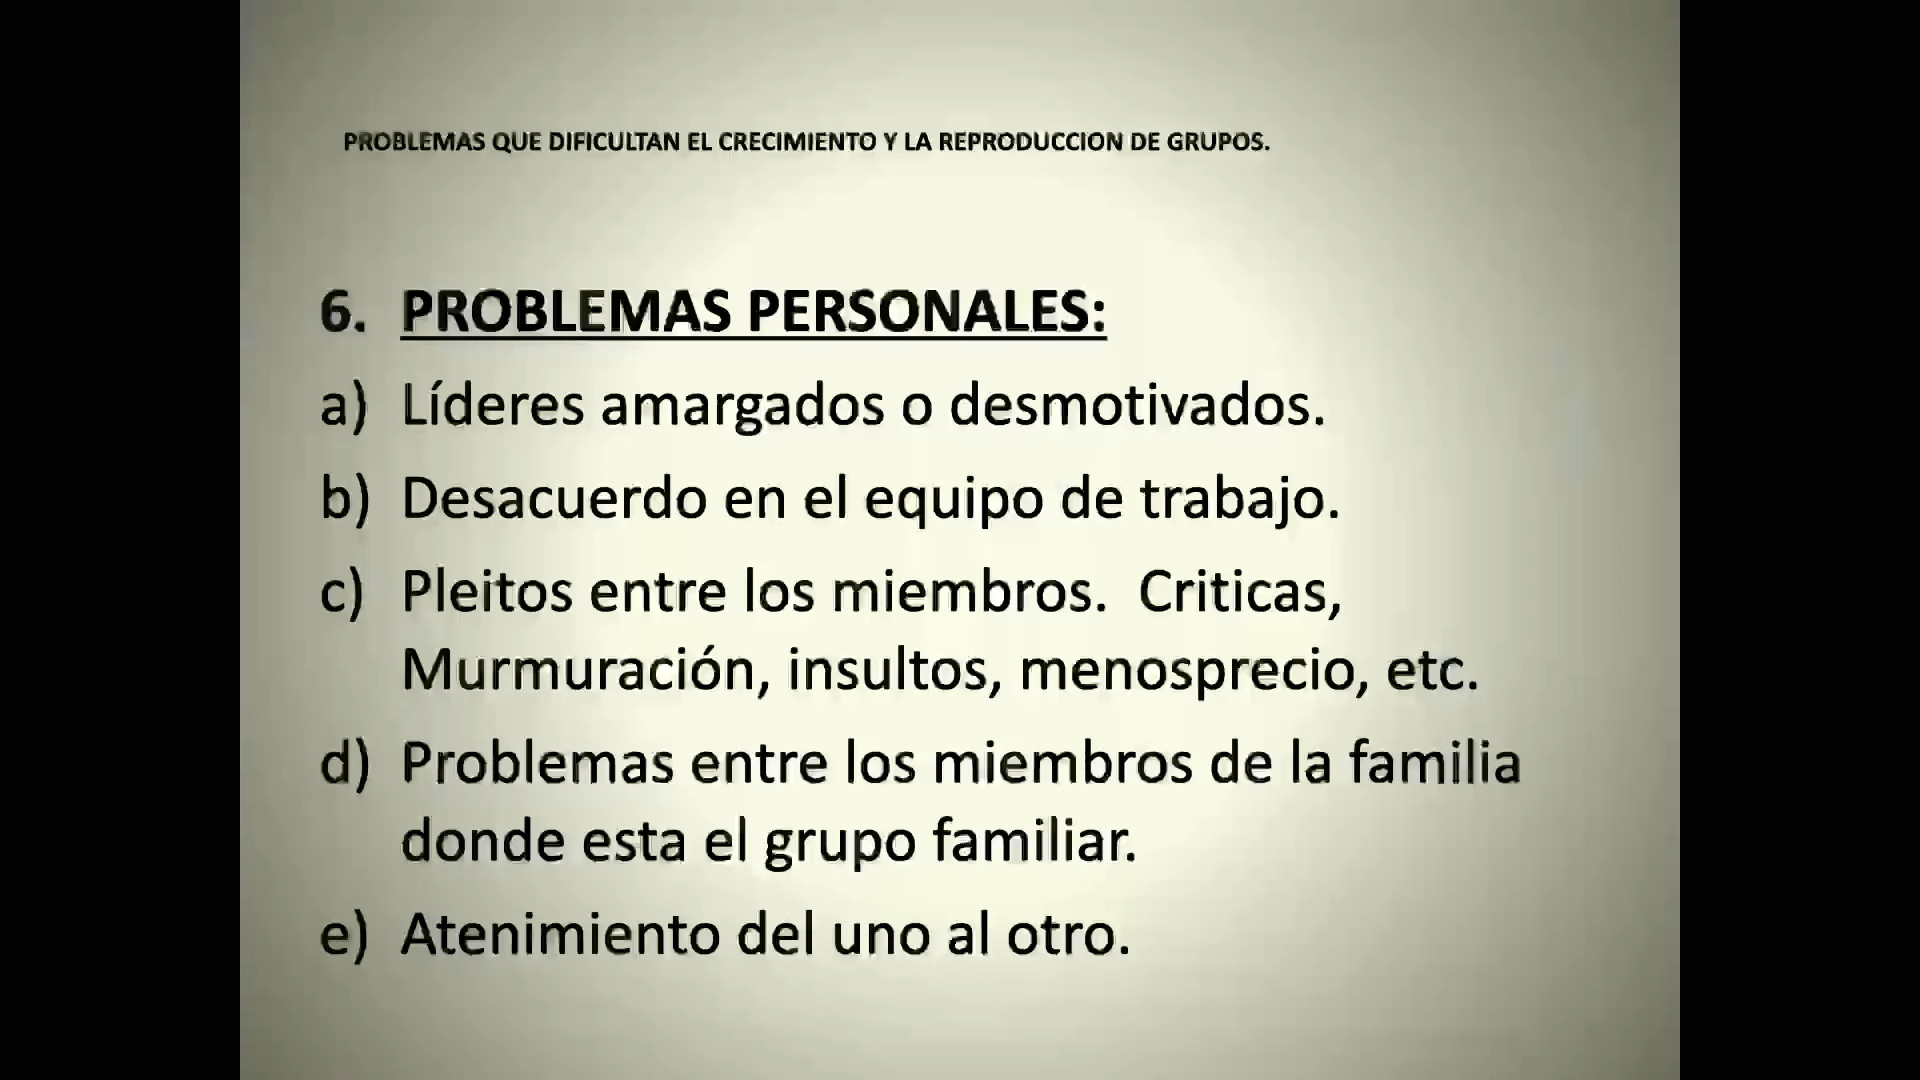 PROBLEMAS QUE DIFICULTAN EL CRECIMIENTO Y LA REPRODUCCION DE GRUPOS.
6. PROBLEMAS PERSONALES:
a) Líderes amargados o desmotivados.
b) Desacuerdo en el equipo de trabajo.
c) Pleitos entre los miembros. Criticas,
Murmuración, insultos, menosprecio, etc.
d) Problemas entre los miembros de la familia
donde esta el grupo familiar.
e) Atenimiento del uno al otro.